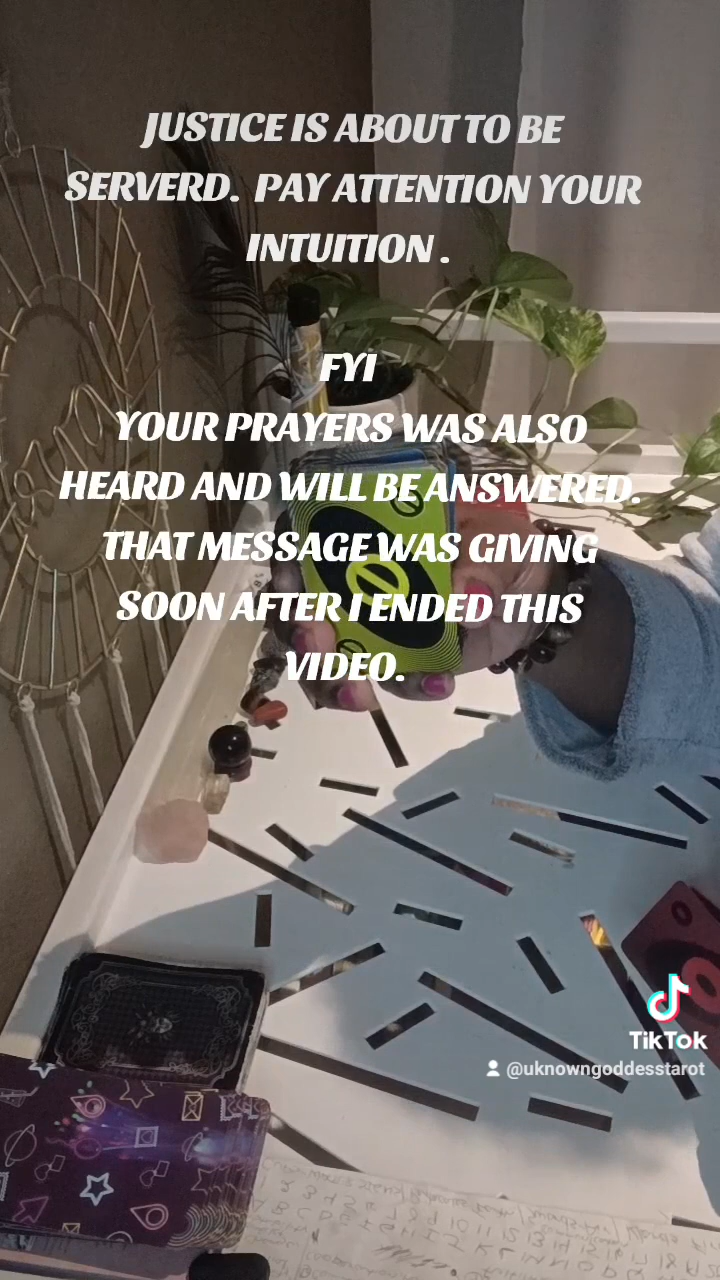 JUSTICE IS ABOUT TO BE
SERVERD. PAY ATTENTION YOUR
INTUITION .
FYI
YOUR PRAYERS WAS ALSO
HEARD AND WILL BE ANSWERED.
THAT MESSAGE WAS GIVING
SOON AFTER I ENDED THIS
VIDEO.
TikTok
@uknowngoddesstarot